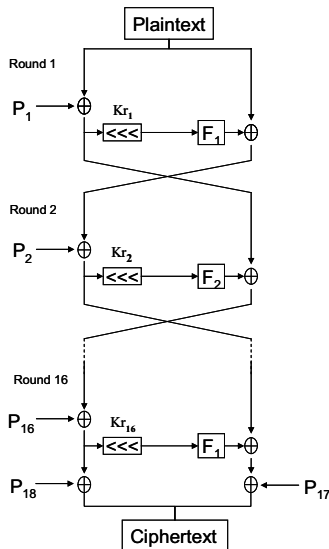 Plaintext
Round 1
P1
Kr1
<<<
F1
Round 2
P2
Kr2
<<<
F2
Round 16
P16
Kr16
<<<
F1
P18
P17
Ciphertext